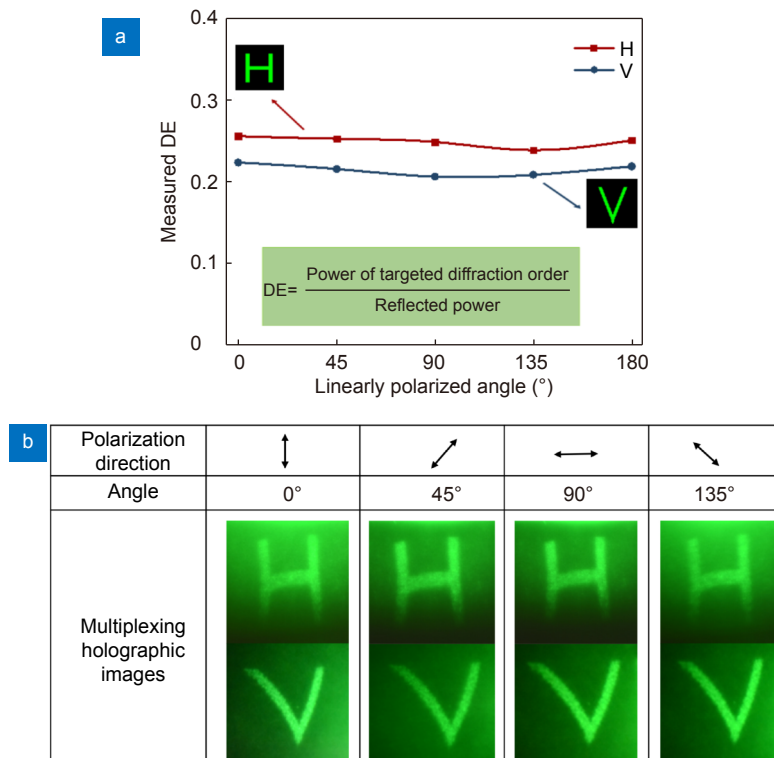 a
0.4
0.3
0.2
0.1
0
Measured DE
H
V
H
V
DE= Power of targeted diffraction order
Reflected power
0 45 90 135 180
Linearly polarized angle (°)
b
Polarization
direction
Angle 0° 45° 90° 135°
Multiplexing
holographic
images
H H H H
V V V V